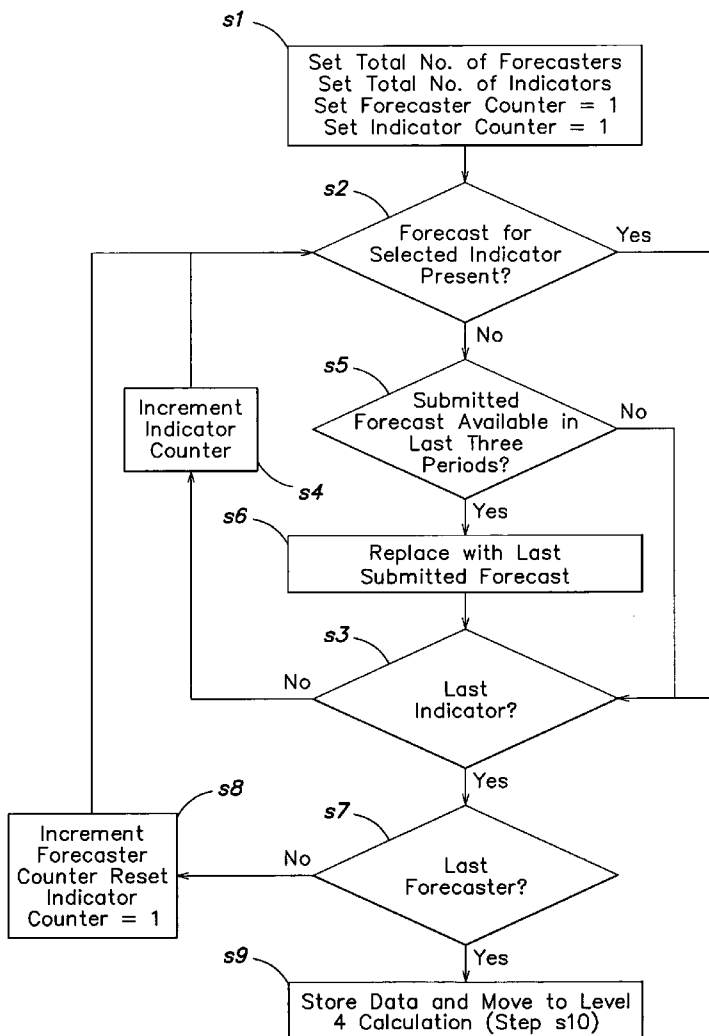 s1
Set Total No. of Forecasters
Set Total No. of Indicators
Set Forecaster Counter = 1
Set Indicator Counter = 1
s2
Forecast for
Selected Indicator
Present?
Yes
No
s5
Submitted
Forecast Available in
Last Three
Periods?
No
Yes
Increment
Indicator
Counter
s4
s6
Replace with Last
Submitted Forecast
s3
Last
Indicator?
No
Yes
s8
Increment
Forecaster
Counter Reset
Indicator
Counter = 1
s7
Last
Forecaster?
No
Yes
s9
Store Data and Move to Level
4 Calculation (Step s10)